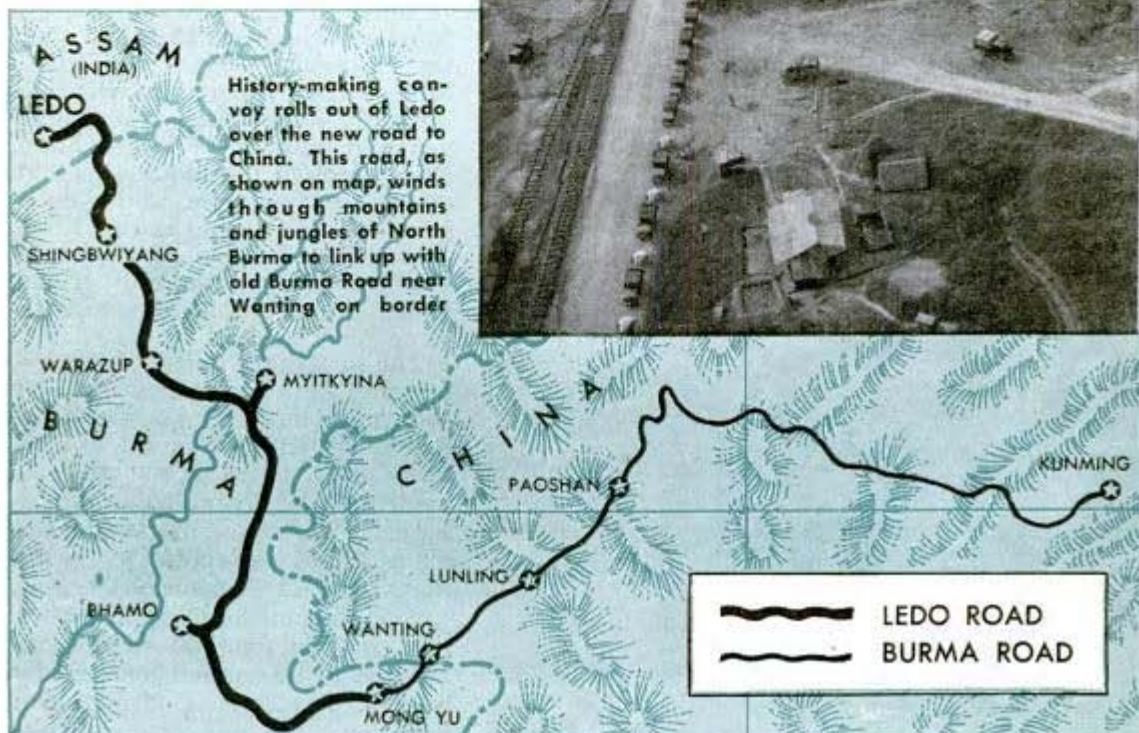 ASSAM
(INDIA)
LEDO
History-making con-
voy rolls out of Ledo
over the new road to
China. This road, as
shown on map, winds
through mountains
and jungles of North
Burma to link up with
old Burma Road near
Wanting on border
SHINGBWIYANG
WARAZUP
MYITKYINA
BURMA
CHINA
PAOSHAN
KUNMING
LUNLING
BHAMO
WANTING
MONG YU
LEDO ROAD
BURMA ROAD